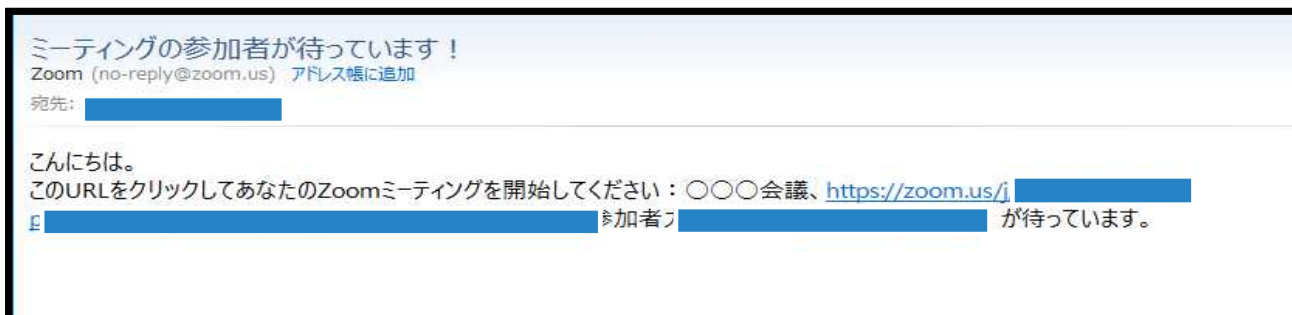 ミーティングの参加者が待っています！
Zoom (no-reply@zoom.us) アドレス帳に追加
宛先:
こんにちは。
このURLをクリックしてあなたのZoomミーティングを開始してください：○○○会議、https://zoom.us/j
参加者 が待っています。